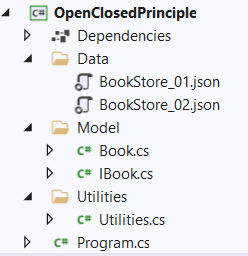 C# OpenClosedPrinciple
Dependencies
Data
BookStore_01.json
BookStore_02.json
Model
C# Book.cs
C# IBook.cs
Utilities
C# Utilities.cs
C# Program.cs